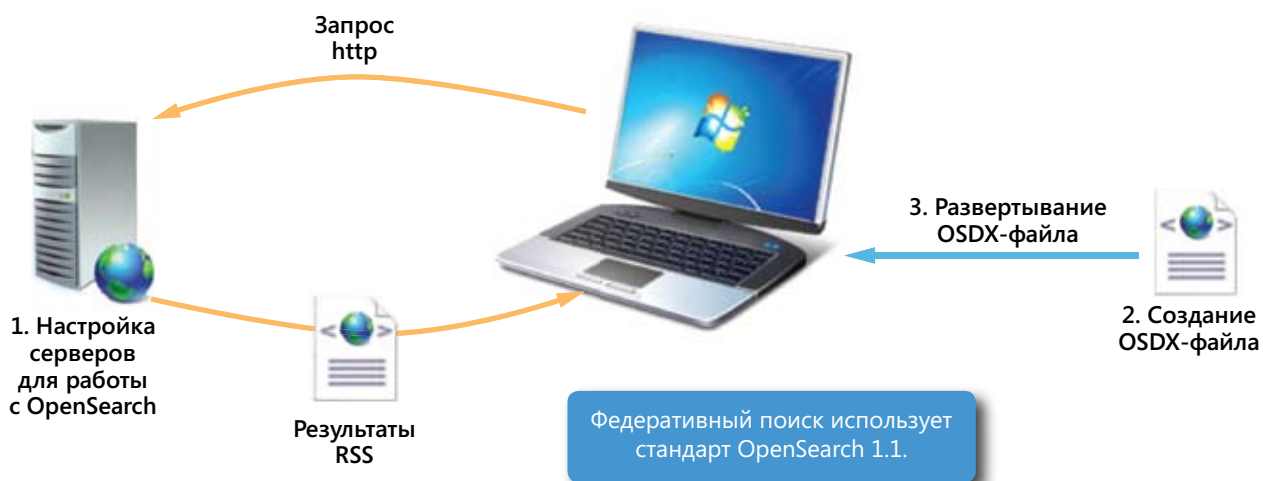 Запрос
http
3. Развертывание
OSDX-файла
1. Настройка
серверов
для работы
с OpenSearch
2. Создание
OSDX-файла
Результаты
RSS
Федеративный поиск использует
стандарт OpenSearch 1.1.